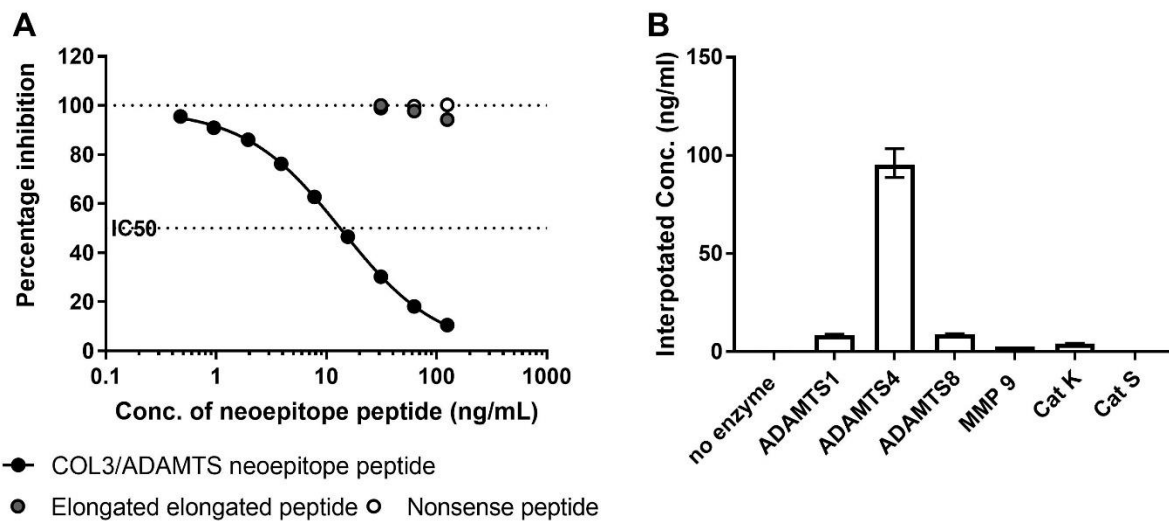 A
Percentage inhibition
120
100
80
60
40
20
0
IC50
0.1
1
10
100
1000
Conc. of neoepitope peptide (ng/mL)
COL3/ADAMTS neoepitope peptide
Elongated elongated peptide
Nonsense peptide
B
Interpotated Conc. (ng/ml)
150
100
50
0
no enzyme
ADAMTS1
ADAMTS4
ADAMTS8
MMP 9
Cat K
Cat S